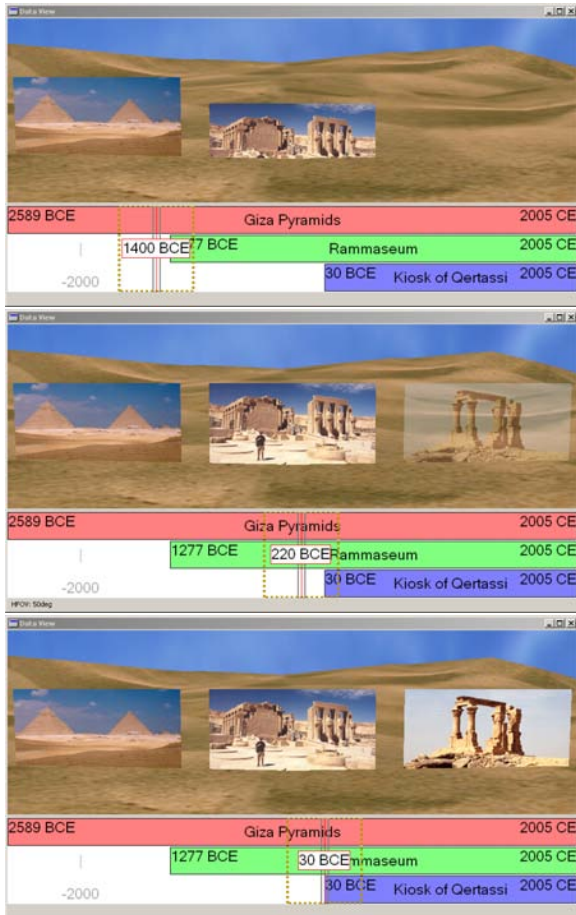 Data View
2589 BCE Giza Pyramids 2005 CE
1400 BCE 77 BCE Rammaseum 2005 CE
30 BCE Kiosk of Qertassi 2005 CE
-2000
Data View
2589 BCE Giza Pyramids 2005 CE
1277 BCE 220 BCE Rammaseum 2005 CE
30 BCE Kiosk of Qertassi 2005 CE
-2000
HFOV: 50deg
Data View
2589 BCE Giza Pyramids 2005 CE
1277 BCE 30 BCE mmaseum 2005 CE
30 BCE Kiosk of Qertassi 2005 CE
-2000